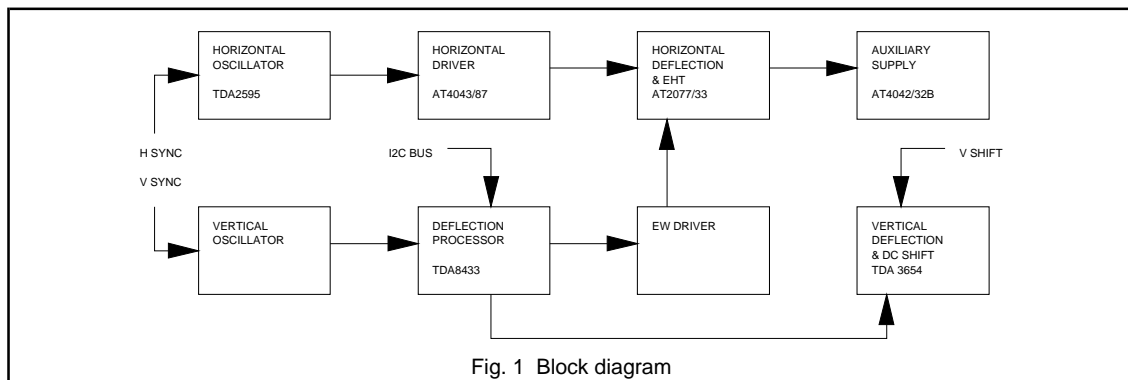 HORIZONTAL
OSCILLATOR
TDA2595
HORIZONTAL
DRIVER
AT4043/87
HORIZONTAL
DEFLECTION
& EHT
AT2077/33
AUXILIARY
SUPPLY
AT4042/32B
H SYNC
V SYNC
I2C BUS
V SHIFT
VERTICAL
OSCILLATOR
DEFLECTION
PROCESSOR
TDA8433
EW DRIVER
VERTICAL
DEFLECTION
& DC SHIFT
TDA 3654
Fig. 1 Block diagram